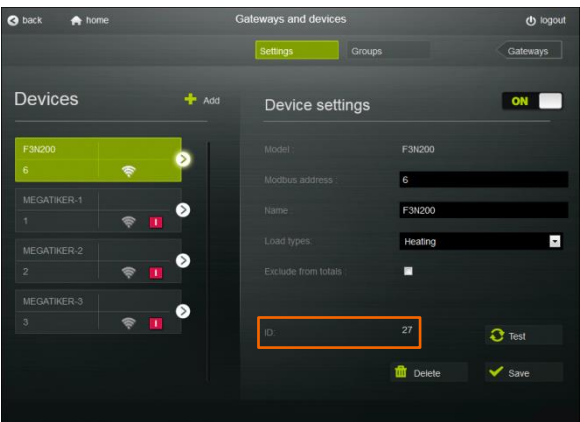 back home Gateways and devices logout
Settings Groups Gateways
Devices Add
Device settings ON
F3N200
6
MEGATIKER-1
1 I
MEGATIKER-2
2 I
MEGATIKER-3
3 I
Model : F3N200
Modbus address : 6
Name : F3N200
Load types: Heating
Exclude from totals :
ID: 27
Test
Delete Save